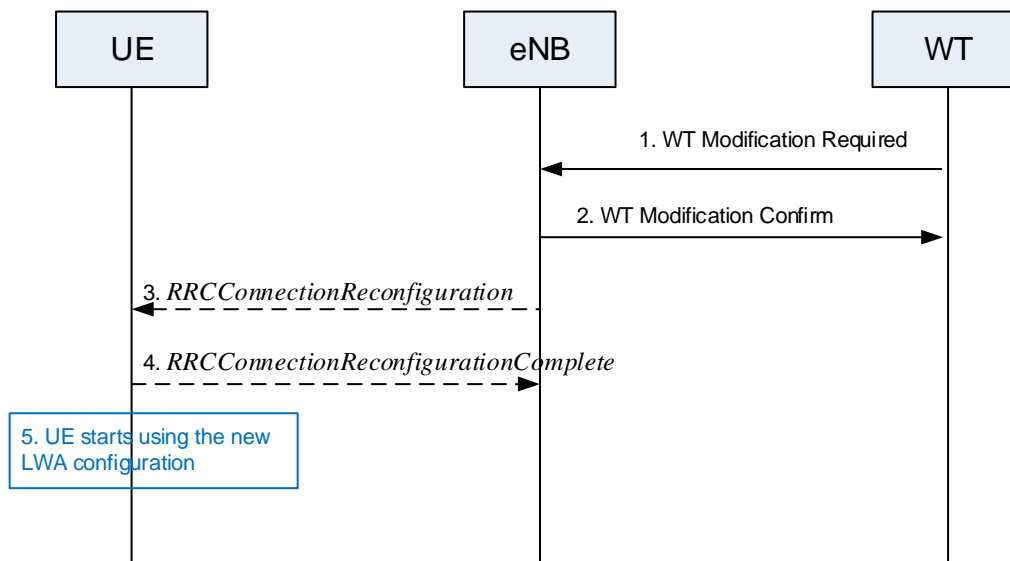 UE
eNB
WT
1. WT Modification Required
2. WT Modification Confirm
3. RRCConnectionReconfiguration
4. RRCConnectionReconfigurationComplete
5. UE starts using the new
LWA configuration